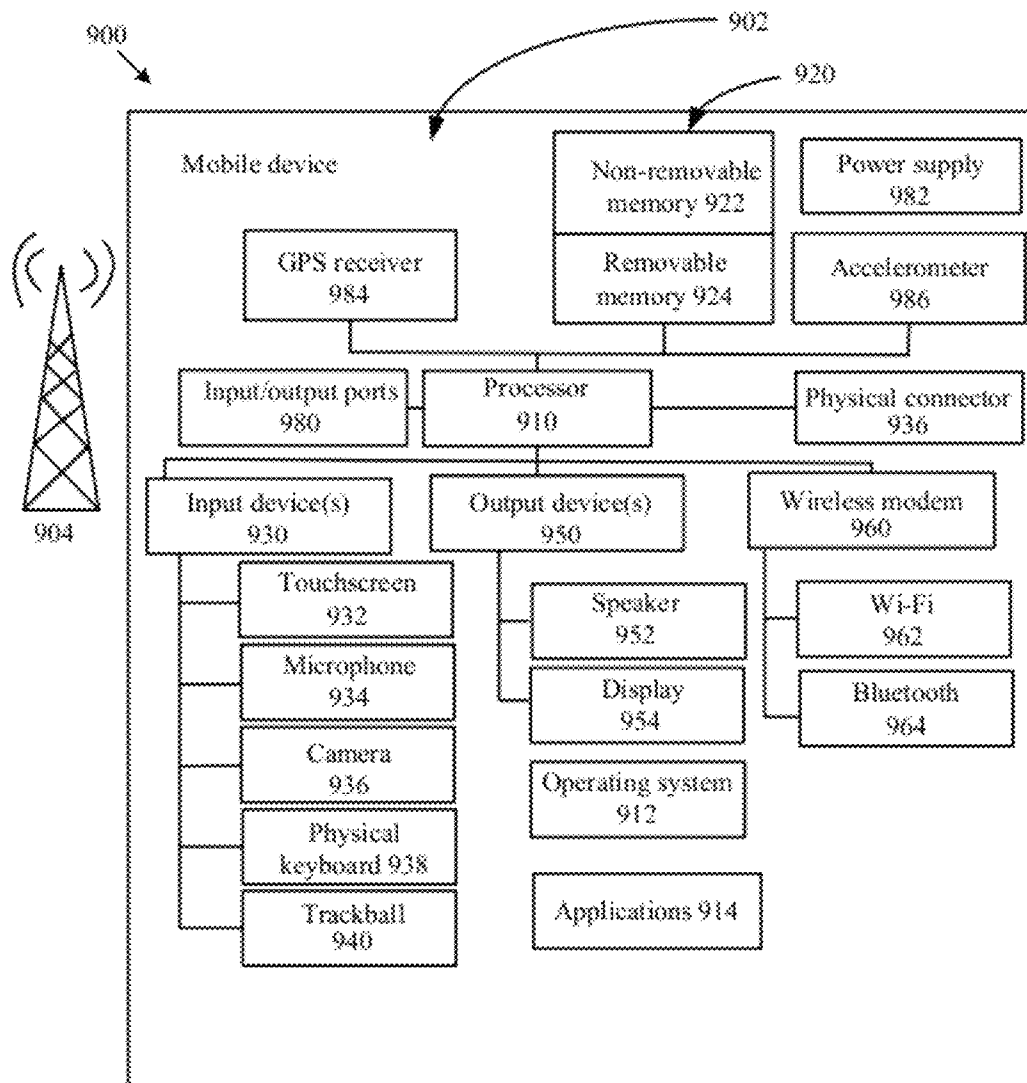 900
902
920
Mobile device
Non-removable
memory 922
Power supply
982
GPS receiver
984
Removable
memory 924
Accelerometer
986
Input/output ports
980
Processor
910
Physical connector
936
904
Input device(s)
930
Output device(s)
950
Wireless modem
960
Touchscreen
932
Speaker
952
Wi-Fi
962
Microphone
934
Display
954
Bluetooth
964
Camera
936
Operating system
912
Physical
keyboard 938
Applications 914
Trackball
940